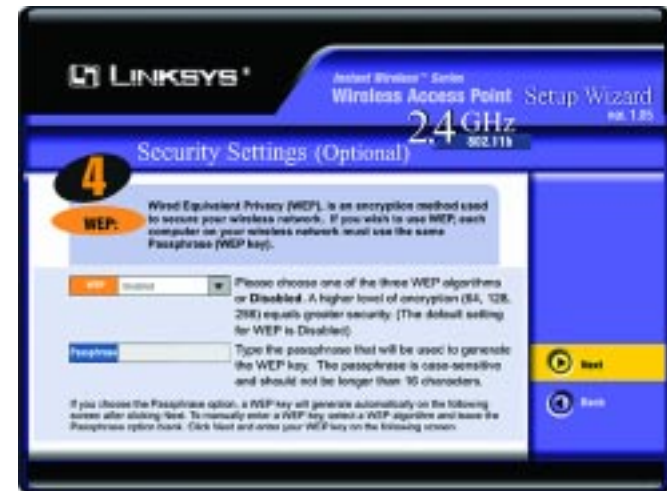 LINKSYS®
Instant Wireless™ Series
Wireless Access Point Setup Wizard
ver. 1.05
2.4 GHz
802.11b
Security Settings (Optional)
4
WEP:
Wired Equivalent Privacy (WEP), is an encryption method used
to secure your wireless network. If you wish to use WEP, each
computer on your wireless network must use the same
Passphrase (WEP key).
WEP Disabled
Please choose one of the three WEP algorithms
or Disabled. A higher level of encryption (64, 128,
256) equals greater security. (The default setting
for WEP is Disabled)
Passphrase
Type the passphrase that will be used to generate
the WEP key. The passphrase is case-sensitive
and should not be longer than 16 characters.
If you choose the Passphrase option, a WEP key will generate automatically on the following
screen after clicking Next. To manually enter a WEP key, select a WEP algorithm and leave the
Passphrase option blank. Click Next and enter your WEP key on the following screen.
Next
Back